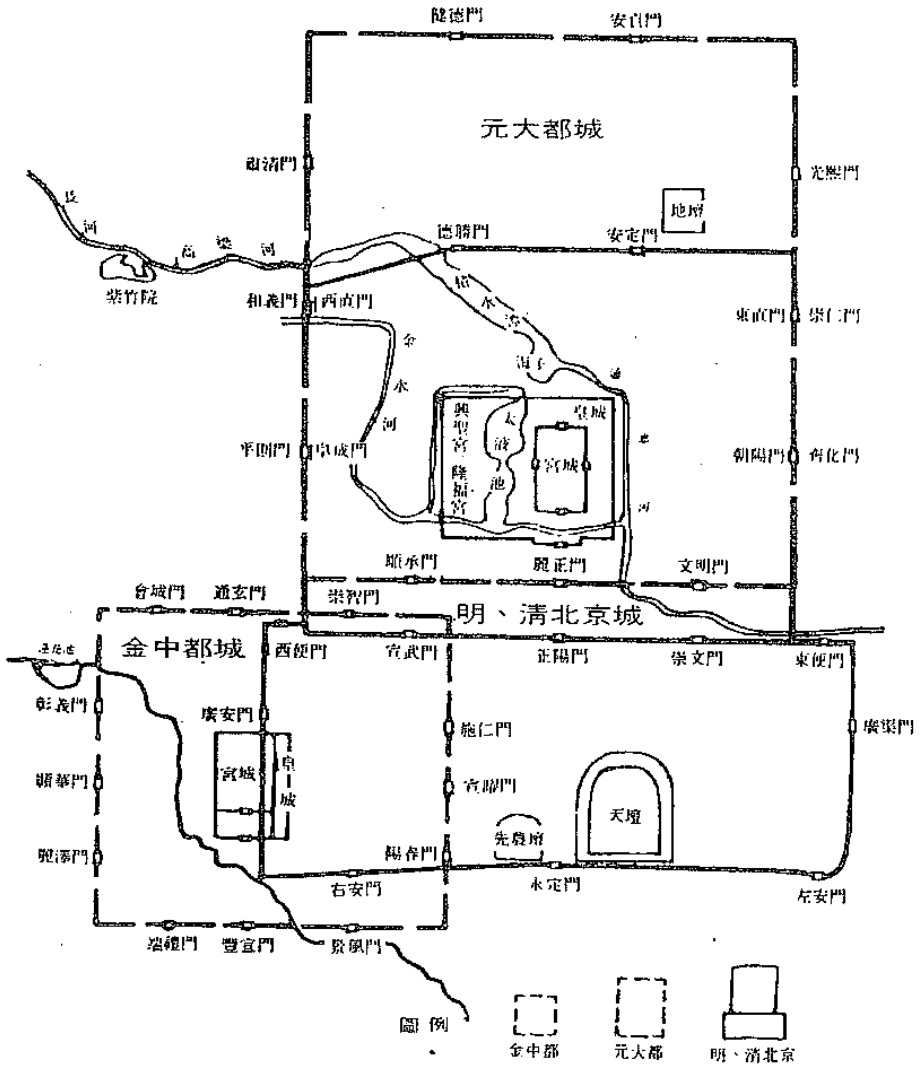 健德門
安貞門
元大都城
肅清門
光熙門
地壇
長河
高梁河
紫竹院
德勝門
安定門
和義門
西直門
東直門
崇仁門
積水潭
海子
金水河
通惠河
平則門
阜成門
興聖宮
隆福宮
太液池
皇城
宮城
朝陽門
齊化門
順承門
麗正門
文明門
會城門
通玄門
崇智門
明、清北京城
金中都城
西便門
宣武門
正陽門
崇文門
東便門
彰義門
廣安門
施仁門
廣渠門
顥華門
宮城
皇城
宣曜門
天壇
先農壇
麗澤門
陽春門
右安門
永定門
左安門
端禮門
豐宜門
景風門
圖例
金中都
元大都
明、清北京